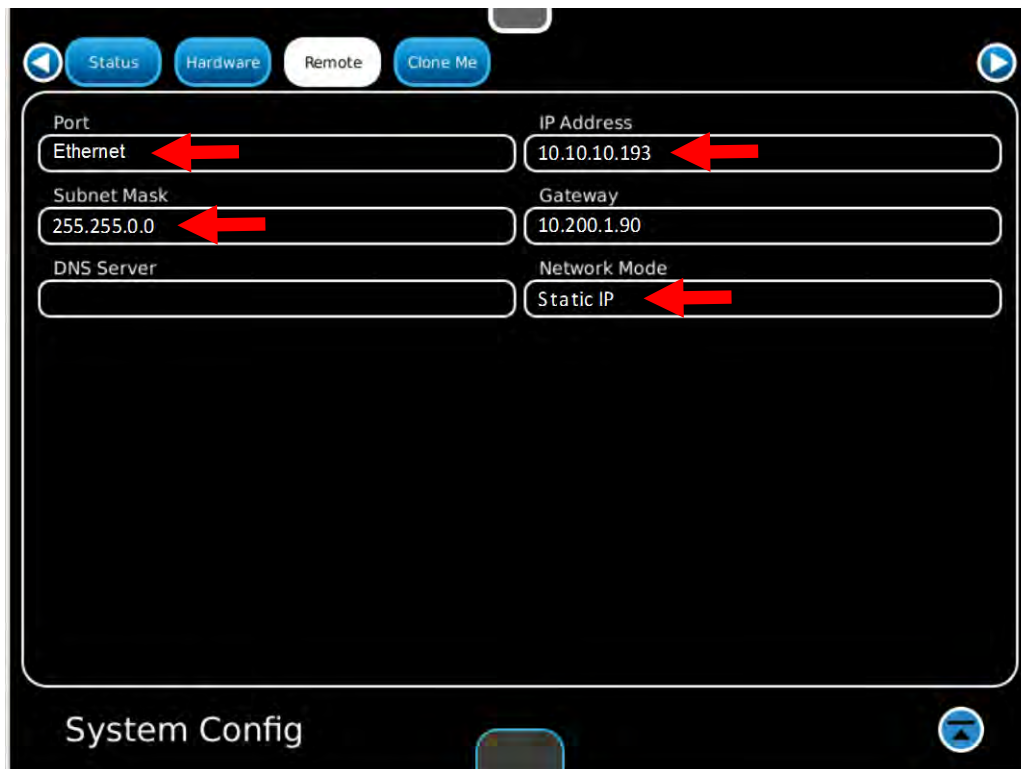 Status Hardware Remote Clone Me
Port
Ethernet
IP Address
10.10.10.193
Subnet Mask
255.255.0.0
Gateway
10.200.1.90
DNS Server
Network Mode
Static IP
System Config